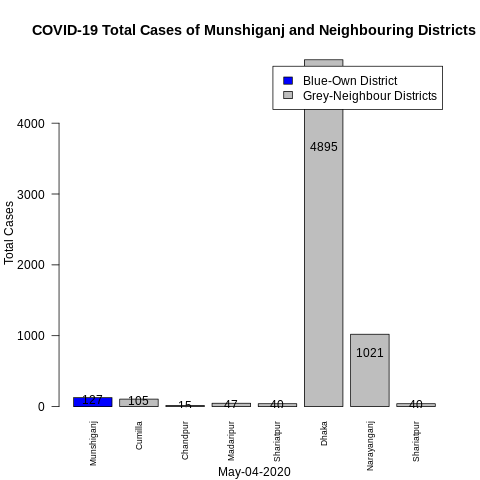 COVID-19 Total Cases of Munshiganj and Neighbouring Districts
Blue-Own District
Grey-Neighbour Districts
Total Cases
4000
3000
2000
1000
0
127
105
15
47
40
4895
1021
40
Munshiganj
Cumilla
Chandpur
Madaripur
Shariatpur
Dhaka
Narayanganj
Shariatpur
May-04-2020